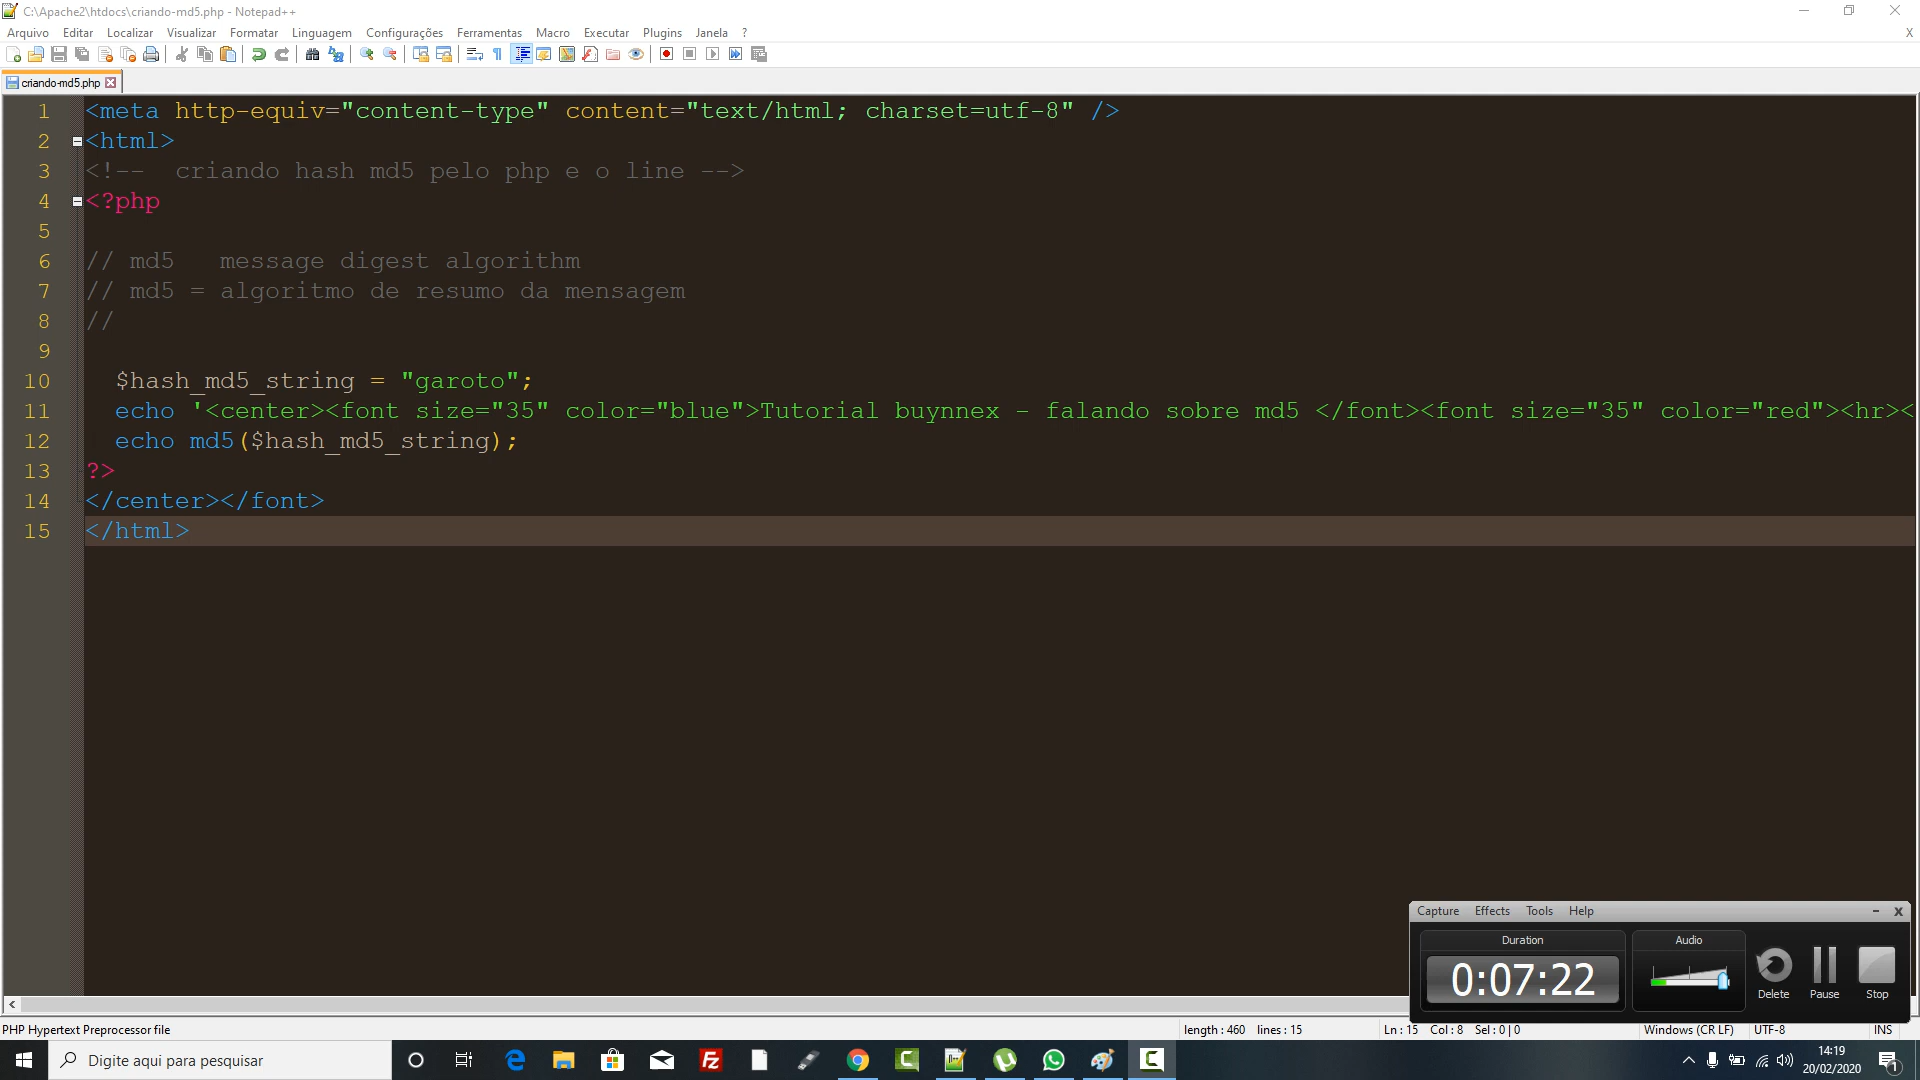 C:\Apache2\htdocs\criando-md5.php - Notepad++
Arquivo Editar Localizar Visualizar Formatar Linguagem Configurações Ferramentas Macro Executar Plugins Janela ? X
criando-md5.php
1 <meta http-equiv="content-type" content="text/html; charset=utf-8" />
2 <html>
3 <!--  criando hash md5 pelo php e o line -->
4 <?php
5
6 // md5   message digest algorithm
7 // md5 = algoritmo de resumo da mensagem
8 //
9
10   $hash_md5_string = "garoto";
11   echo '<center><font size="35" color="blue">Tutorial buynnex - falando sobre md5 </font><font size="35" color="red"><hr><
12   echo md5($hash_md5_string);
13 ?>
14 </center></font>
15 </html>
Capture Effects Tools Help
Duration
Audio
0:07:22
Delete Pause Stop
PHP Hypertext Preprocessor file length : 460 lines : 15 Ln : 15 Col : 8 Sel : 0 | 0 Windows (CR LF) UTF-8 INS
Digite aqui para pesquisar
14:19
20/02/2020
1